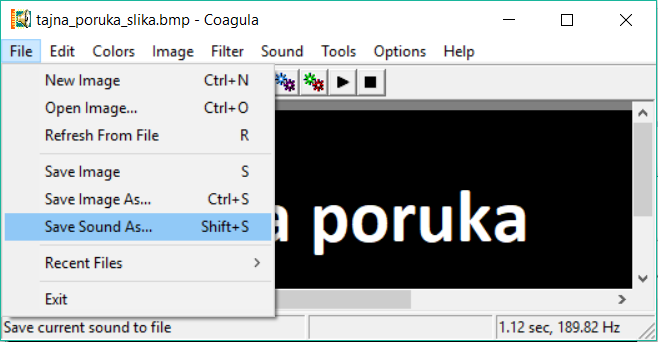 tajna_poruka_slika.bmp - Coagula
File Edit Colors Image Filter Sound Tools Options Help
New Image Ctrl+N
Open Image... Ctrl+O
Refresh From File R
Save Image S
Save Image As... Ctrl+S
Save Sound As... Shift+S
Recent Files
Exit
a poruka
Save current sound to file
1.12 sec, 189.82 Hz